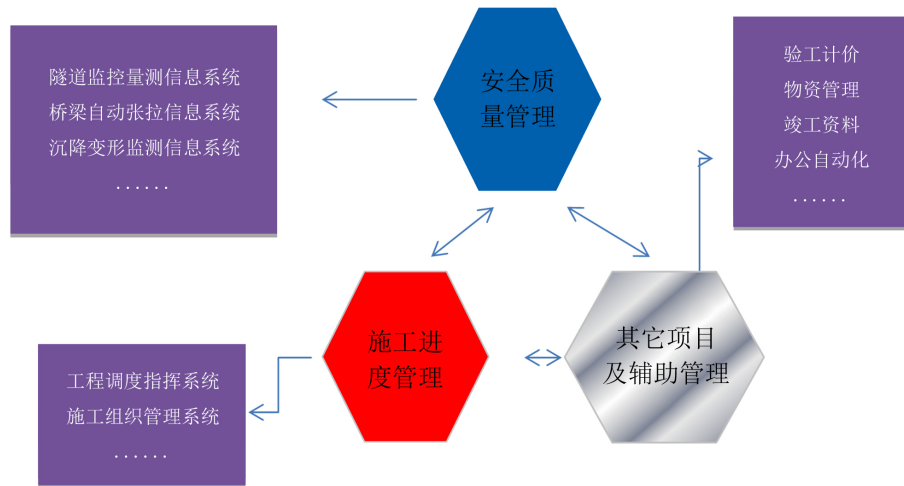 隧道监控量测信息系统
桥梁自动张拉信息系统
沉降变形监测信息系统
······
安全质
量管理
验工计价
物资管理
竣工资料
办公自动化
······
施工进
度管理
其它项目
及辅助管理
工程调度指挥系统
施工组织管理系统
······